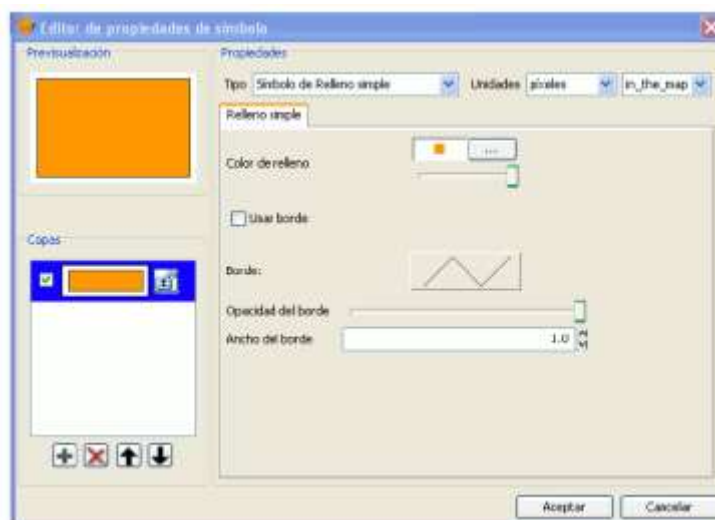 Editor de propiedades de símbolo
Previsualización
Propiedades
Tipo Símbolo de Relleno simple Unidades píxeles in_the_map
Relleno simple
Color de relleno ...
Usar borde
Capas
Borde:
Opacidad del borde
Ancho del borde 1.0
Aceptar Cancelar